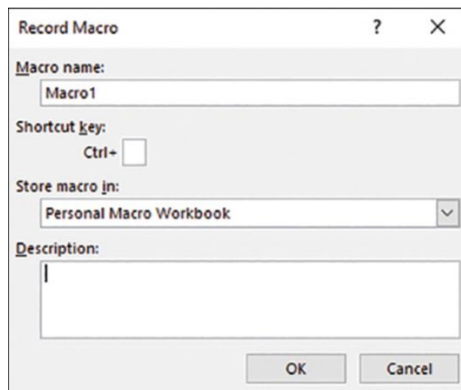 Record Macro ? ×
Macro name:
Macro1
Shortcut key:
Ctrl+
Store macro in:
Personal Macro Workbook
Description:
OK Cancel